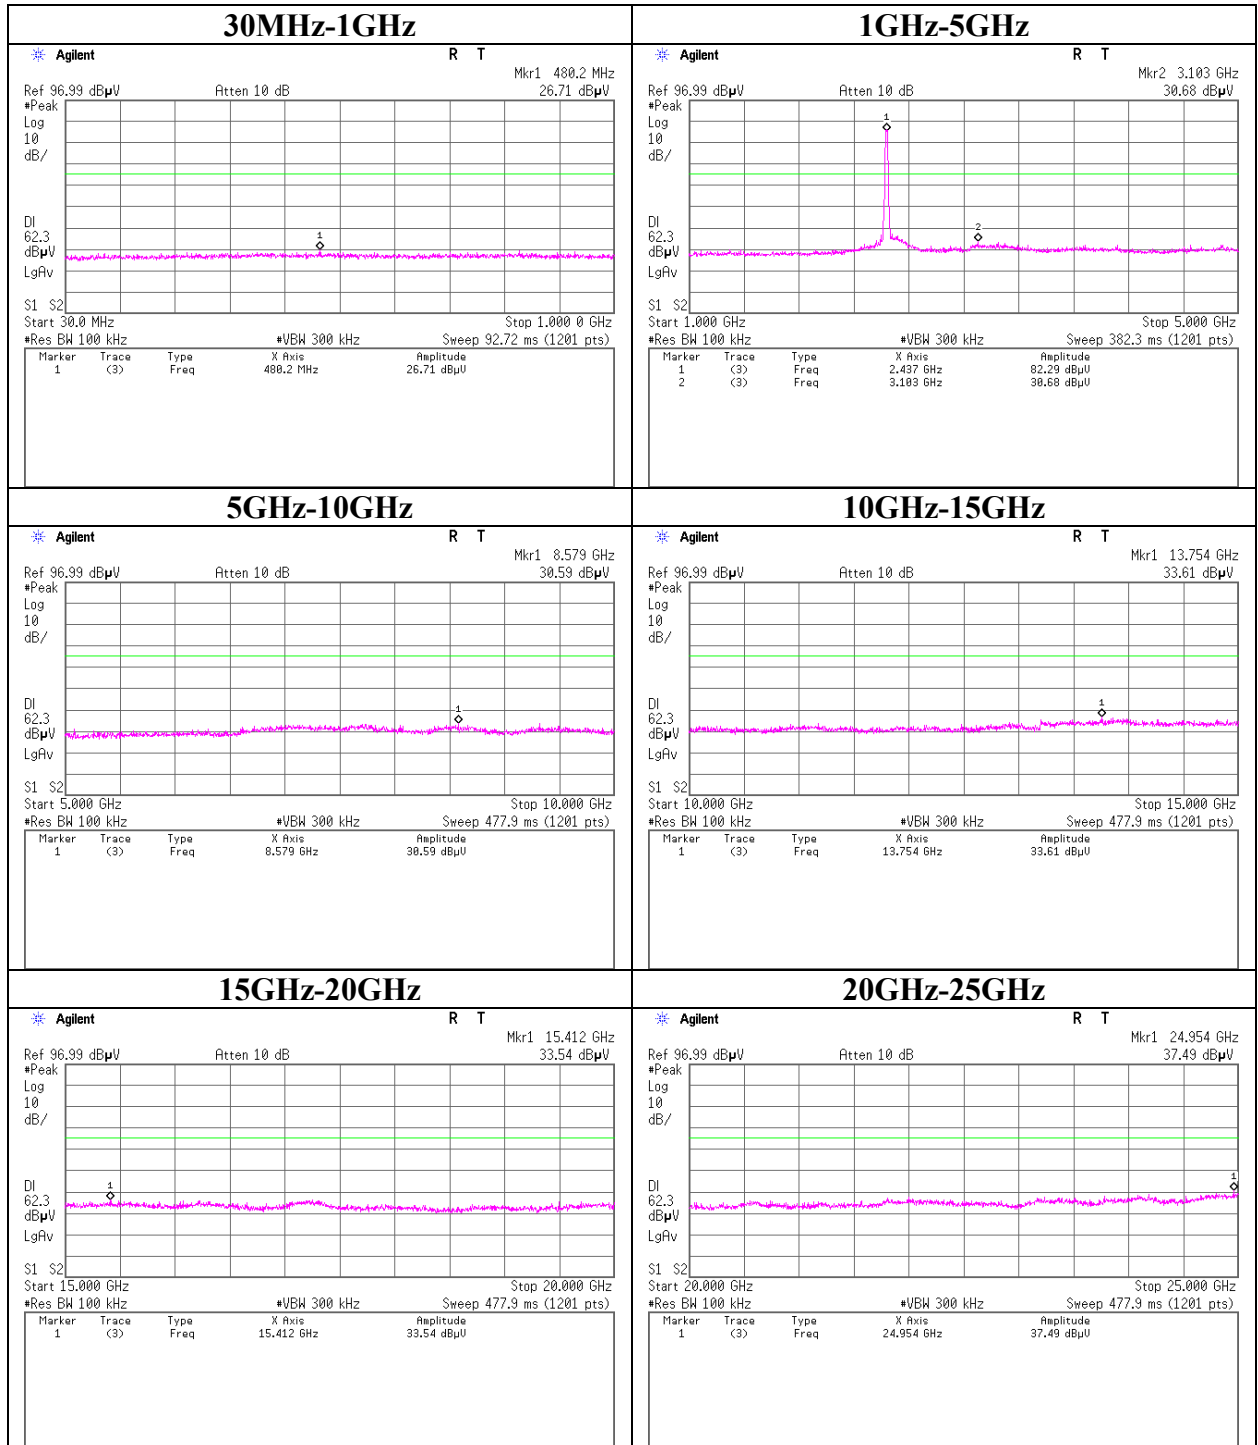 30MHz-1GHz
Agilent R T
Mkr1 480.2 MHz
Ref 96.99 dBµV Atten 10 dB 26.71 dBµV
#Peak
Log
10
dB/
1
DI
62.3
dBµV
LgAv
S1 S2
Start 30.0 MHz Stop 1.000 0 GHz
#Res BW 100 kHz #VBW 300 kHz Sweep 92.72 ms (1201 pts)
Marker Trace Type X Axis Amplitude
1 (3) Freq 480.2 MHz 26.71 dBµV
1GHz-5GHz
Agilent R T
Mkr2 3.103 GHz
Ref 96.99 dBµV Atten 10 dB 30.68 dBµV
#Peak
Log
10
dB/
1
2
DI
62.3
dBµV
LgAv
S1 S2
Start 1.000 GHz Stop 5.000 GHz
#Res BW 100 kHz #VBW 300 kHz Sweep 382.3 ms (1201 pts)
Marker Trace Type X Axis Amplitude
1 (3) Freq 2.437 GHz 82.29 dBµV
2 (3) Freq 3.103 GHz 30.68 dBµV
5GHz-10GHz
Agilent R T
Mkr1 8.579 GHz
Ref 96.99 dBµV Atten 10 dB 30.59 dBµV
#Peak
Log
10
dB/
1
DI
62.3
dBµV
LgAv
S1 S2
Start 5.000 GHz Stop 10.000 GHz
#Res BW 100 kHz #VBW 300 kHz Sweep 477.9 ms (1201 pts)
Marker Trace Type X Axis Amplitude
1 (3) Freq 8.579 GHz 30.59 dBµV
10GHz-15GHz
Agilent R T
Mkr1 13.754 GHz
Ref 96.99 dBµV Atten 10 dB 33.61 dBµV
#Peak
Log
10
dB/
1
DI
62.3
dBµV
LgAv
S1 S2
Start 10.000 GHz Stop 15.000 GHz
#Res BW 100 kHz #VBW 300 kHz Sweep 477.9 ms (1201 pts)
Marker Trace Type X Axis Amplitude
1 (3) Freq 13.754 GHz 33.61 dBµV
15GHz-20GHz
Agilent R T
Mkr1 15.412 GHz
Ref 96.99 dBµV Atten 10 dB 33.54 dBµV
#Peak
Log
10
dB/
1
DI
62.3
dBµV
LgAv
S1 S2
Start 15.000 GHz Stop 20.000 GHz
#Res BW 100 kHz #VBW 300 kHz Sweep 477.9 ms (1201 pts)
Marker Trace Type X Axis Amplitude
1 (3) Freq 15.412 GHz 33.54 dBµV
20GHz-25GHz
Agilent R T
Mkr1 24.954 GHz
Ref 96.99 dBµV Atten 10 dB 37.49 dBµV
#Peak
Log
10
dB/
1
DI
62.3
dBµV
LgAv
S1 S2
Start 20.000 GHz Stop 25.000 GHz
#Res BW 100 kHz #VBW 300 kHz Sweep 477.9 ms (1201 pts)
Marker Trace Type X Axis Amplitude
1 (3) Freq 24.954 GHz 37.49 dBµV